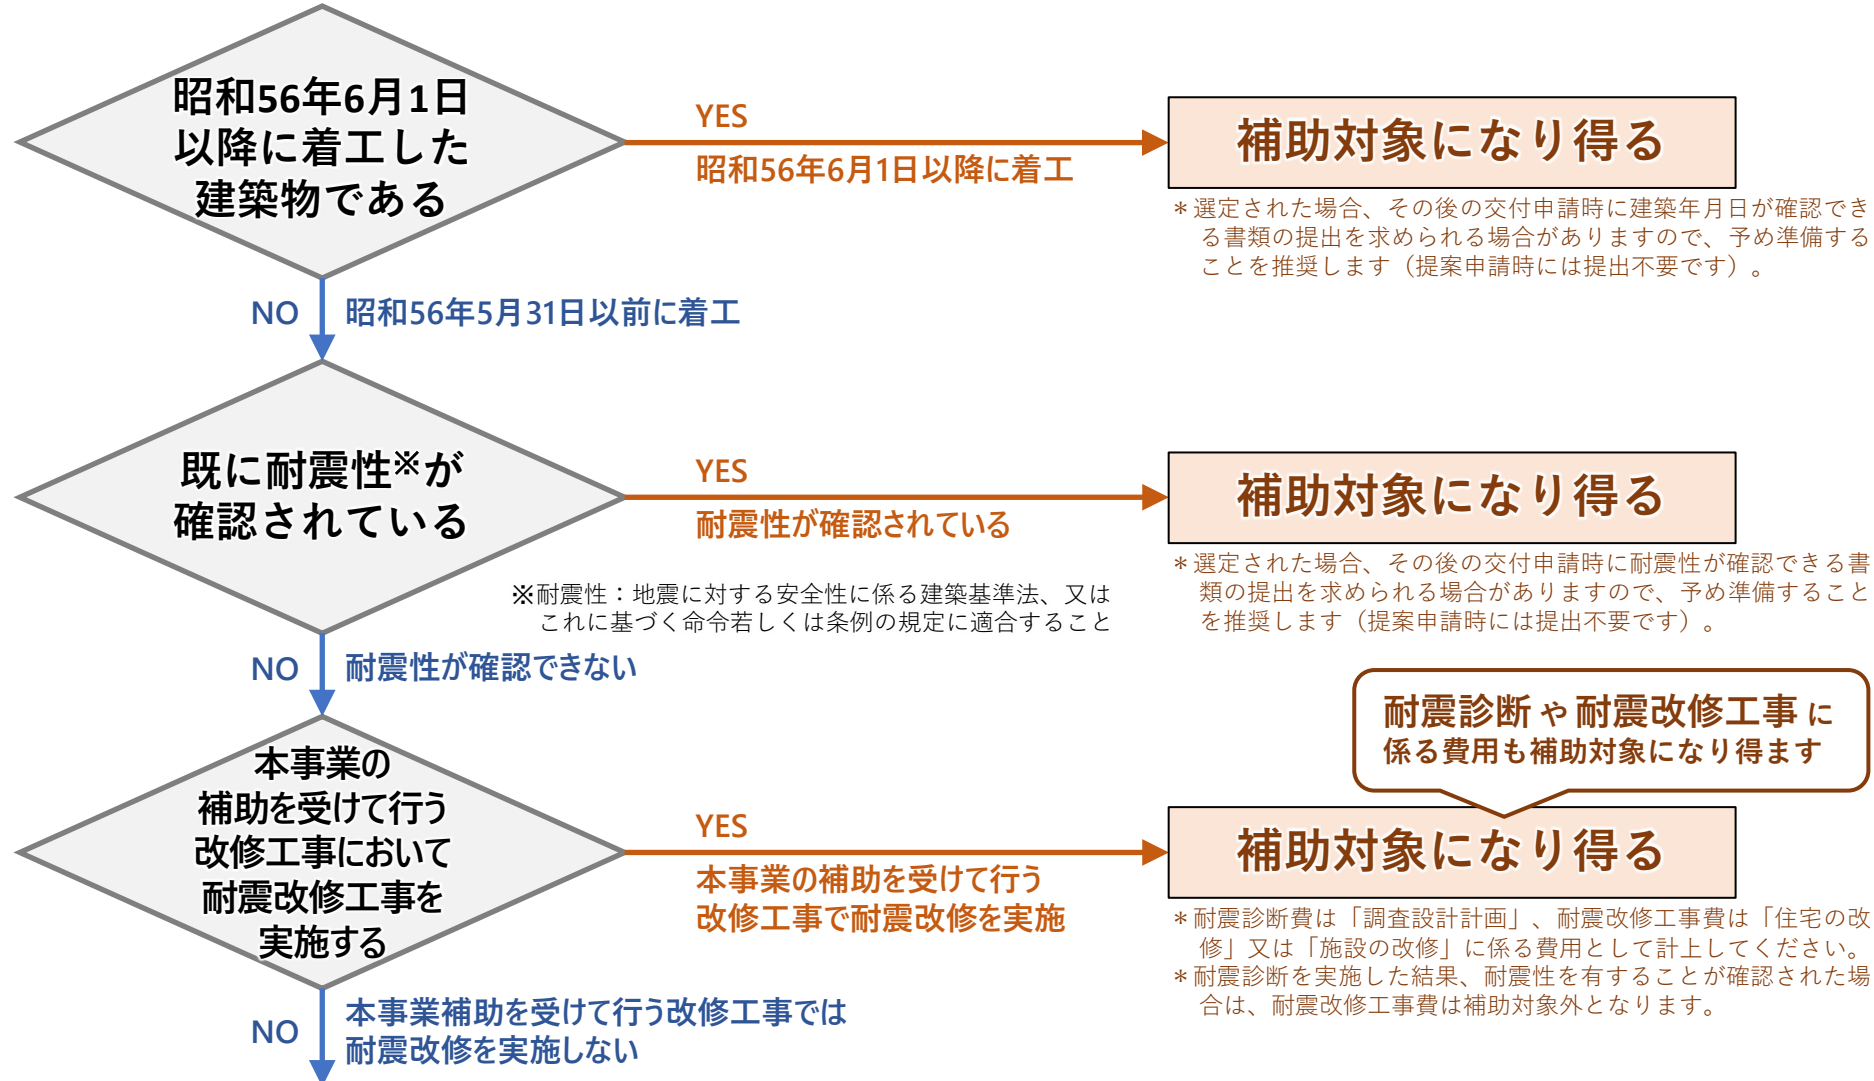 昭和56年6月1日
以降に着工した
建築物である
YES
昭和56年6月1日以降に着工
補助対象になり得る
＊選定された場合、その後の交付申請時に建築年月日が確認でき
る書類の提出を求められる場合がありますので、予め準備する
ことを推奨します（提案申請時には提出不要です）。
NO
昭和56年5月31日以前に着工
既に耐震性※が
確認されている
YES
耐震性が確認されている
補助対象になり得る
＊選定された場合、その後の交付申請時に耐震性が確認できる書
類の提出を求められる場合がありますので、予め準備すること
を推奨します（提案申請時には提出不要です）。
※耐震性：地震に対する安全性に係る建築基準法、又は
これに基づく命令若しくは条例の規定に適合すること
NO
耐震性が確認できない
耐震診断や耐震改修工事に
係る費用も補助対象になり得ます
本事業の
補助を受けて行う
改修工事において
耐震改修工事を
実施する
YES
本事業の補助を受けて行う
改修工事で耐震改修を実施
補助対象になり得る
＊耐震診断費は「調査設計計画」、耐震改修工事費は「住宅の改
修」又は「施設の改修」に係る費用として計上してください。
＊耐震診断を実施した結果、耐震性を有することが確認された場
合は、耐震改修工事費は補助対象外となります。
NO
本事業補助を受けて行う改修工事では
耐震改修を実施しない